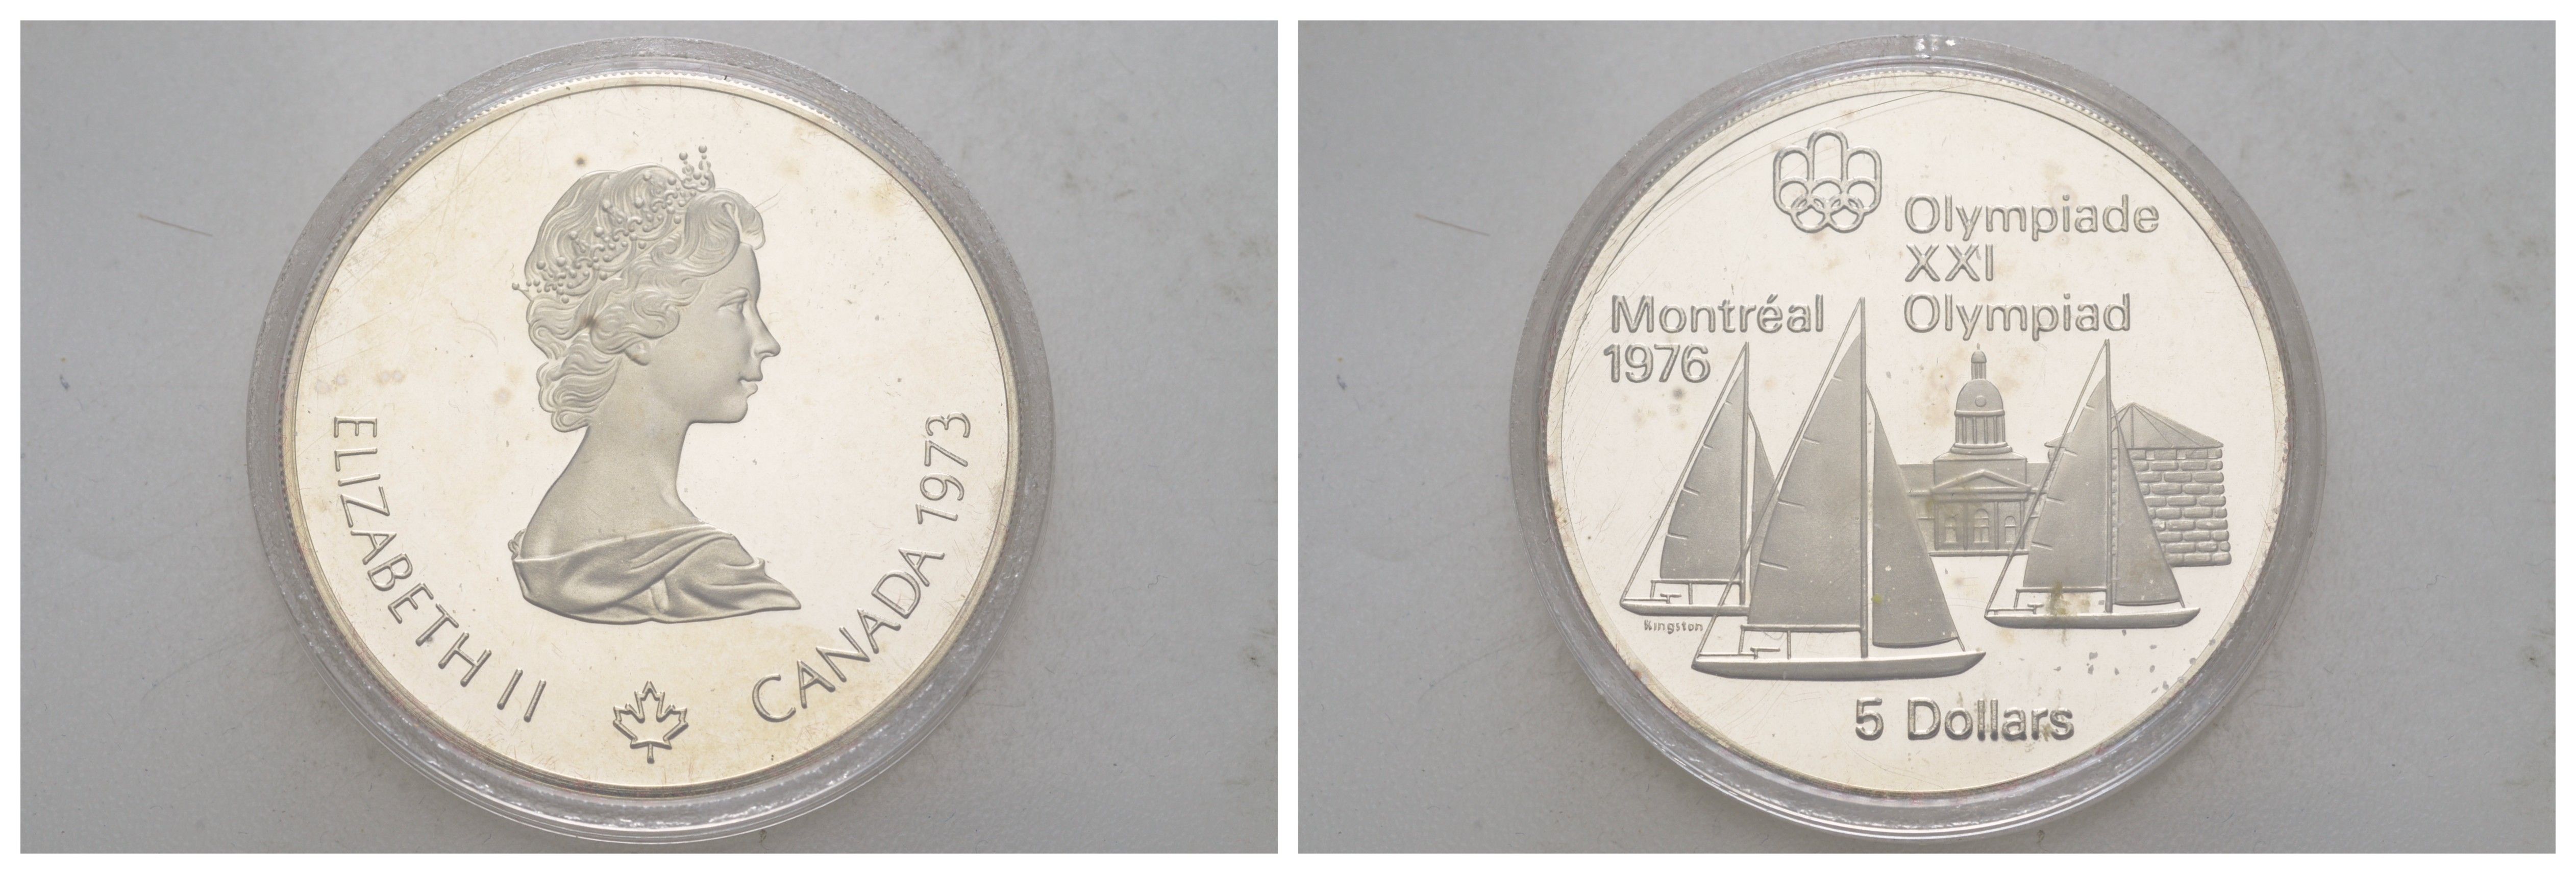 ELIZABETH II
CANADA 1973
Olympiade
XXI
Olympiad
Montréal
1976
Kingston
5 Dollars